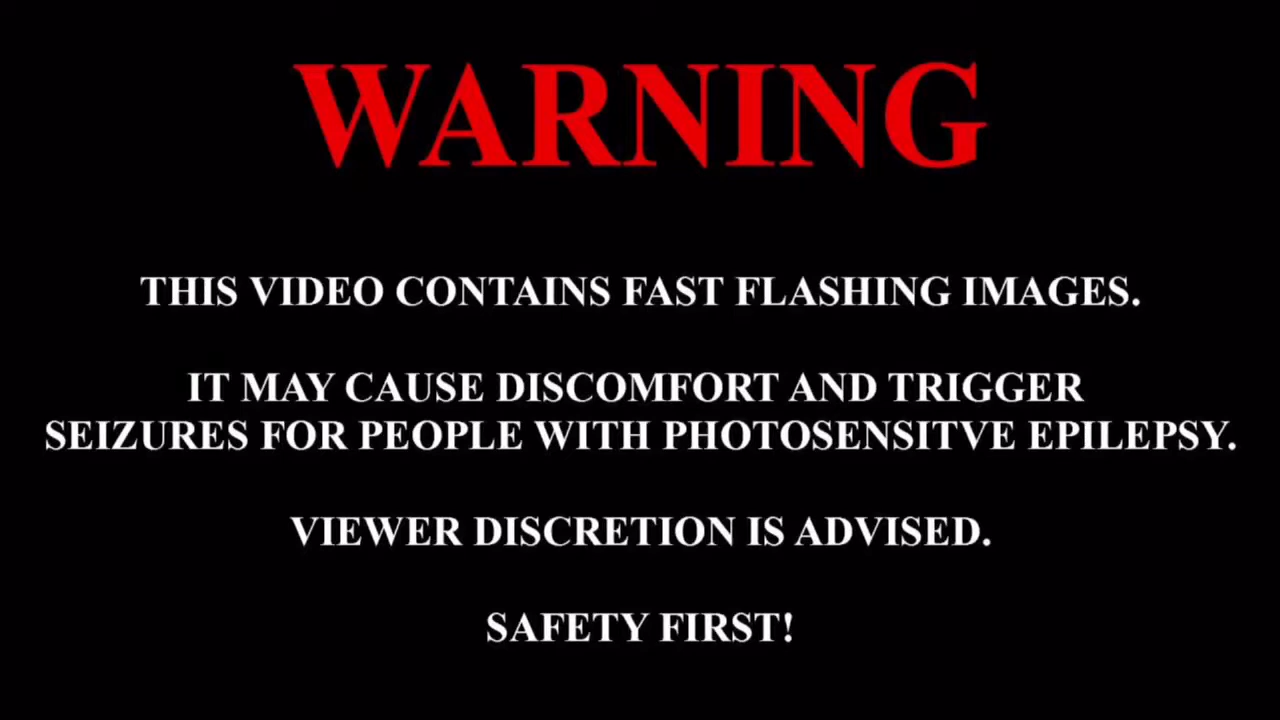 WARNING
THIS VIDEO CONTAINS FAST FLASHING IMAGES.
IT MAY CAUSE DISCOMFORT AND TRIGGER
SEIZURES FOR PEOPLE WITH PHOTOSENSITVE EPILEPSY.
VIEWER DISCRETION IS ADVISED.
SAFETY FIRST!